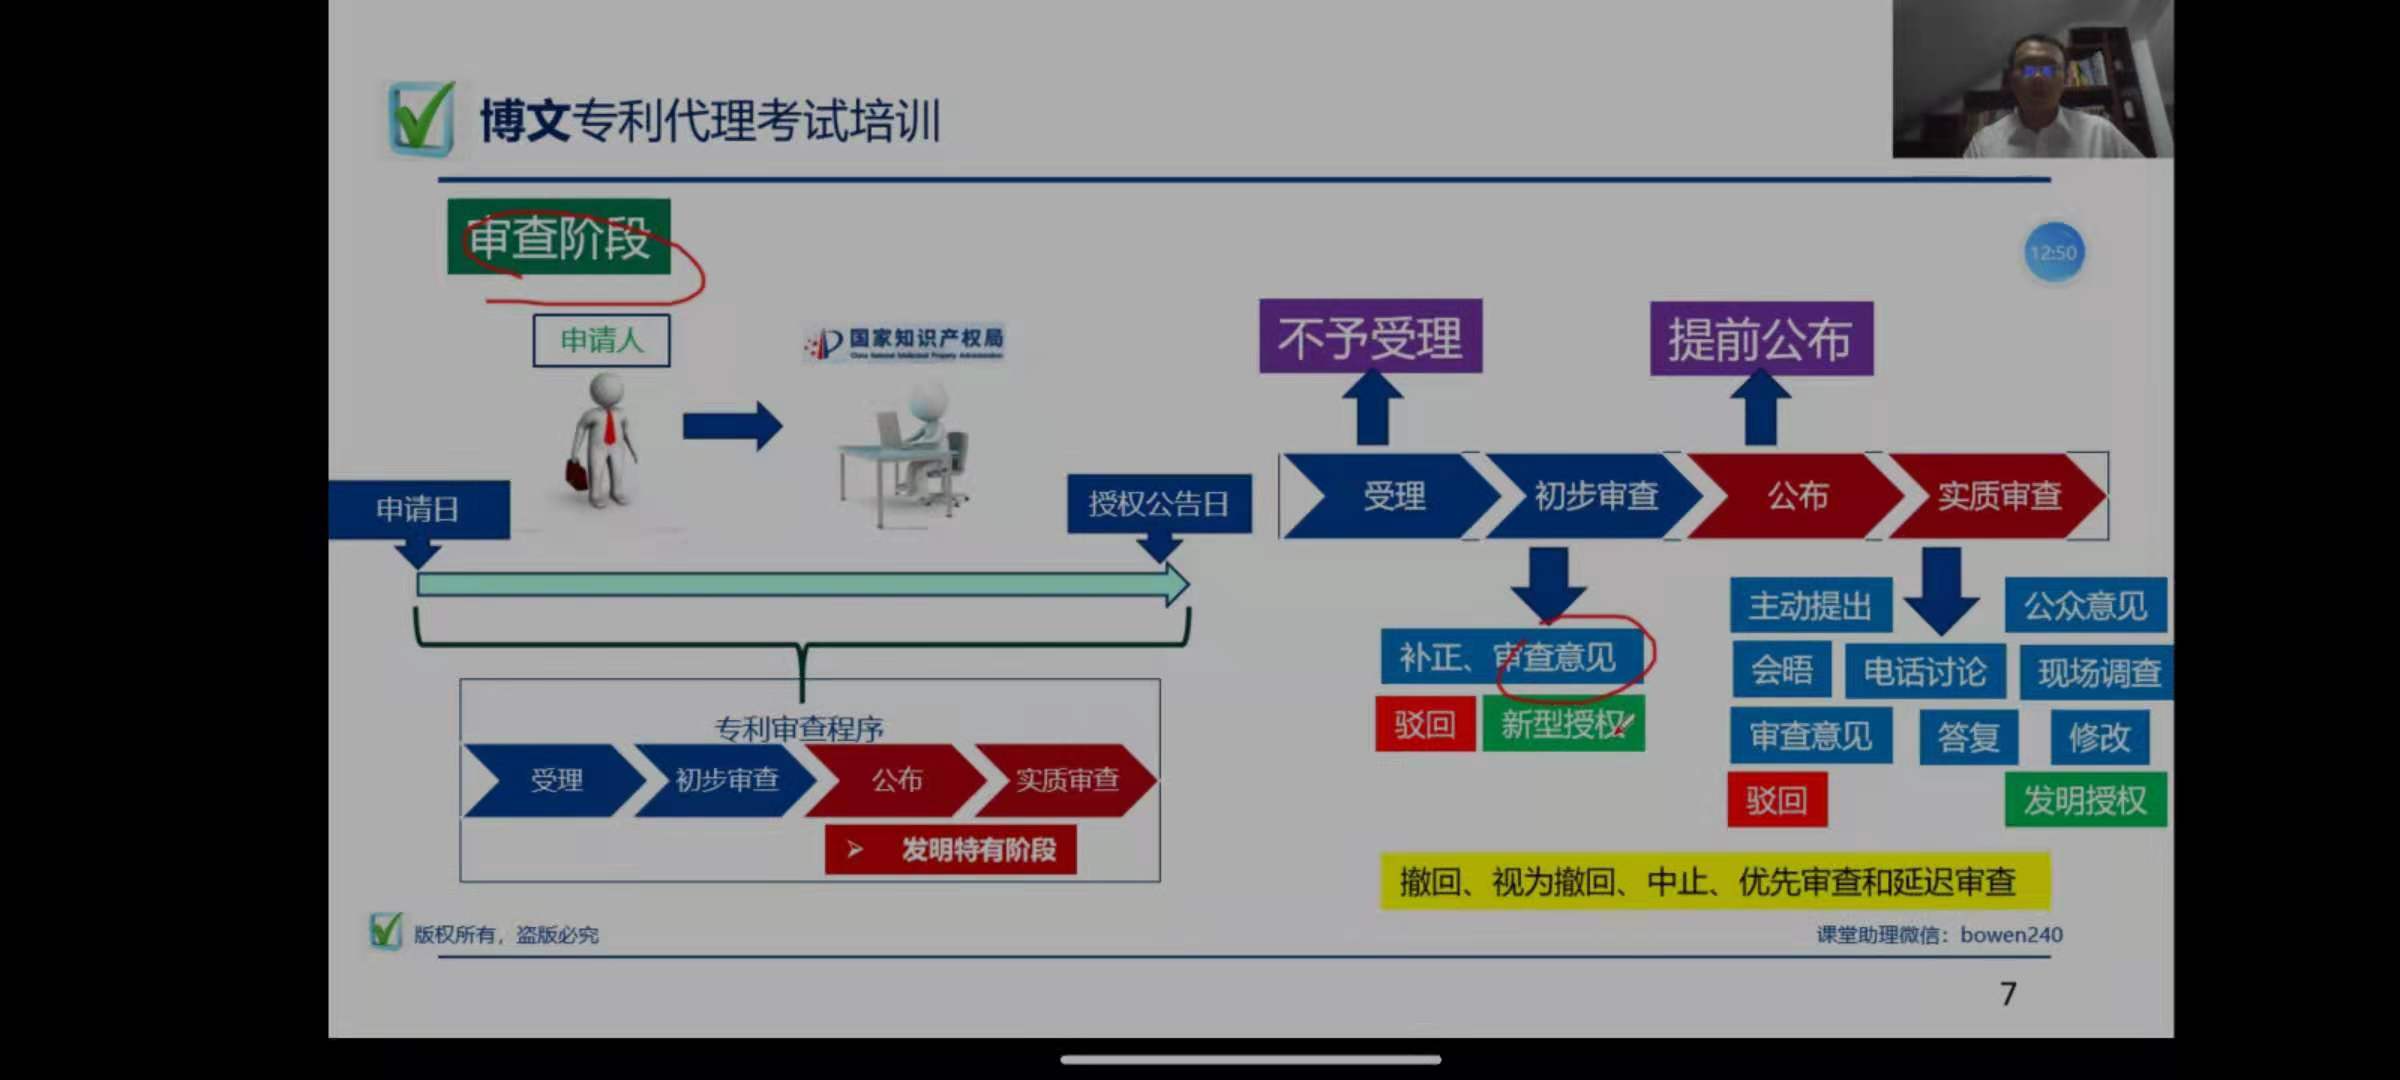 博文专利代理考试培训
审查阶段
12:50
申请人
国家知识产权局
China National Intellectual Property Administration
不予受理
提前公布
申请日
授权公告日
受理
初步审查
公布
实质审查
补正、审查意见
驳回
新型授权
主动提出
公众意见
会晤
电话讨论
现场调查
审查意见
答复
修改
驳回
发明授权
专利审查程序
受理
初步审查
公布
实质审查
➢ 发明特有阶段
撤回、视为撤回、中止、优先审查和延迟审查
版权所有，盗版必究
课堂助理微信：bowen240
7